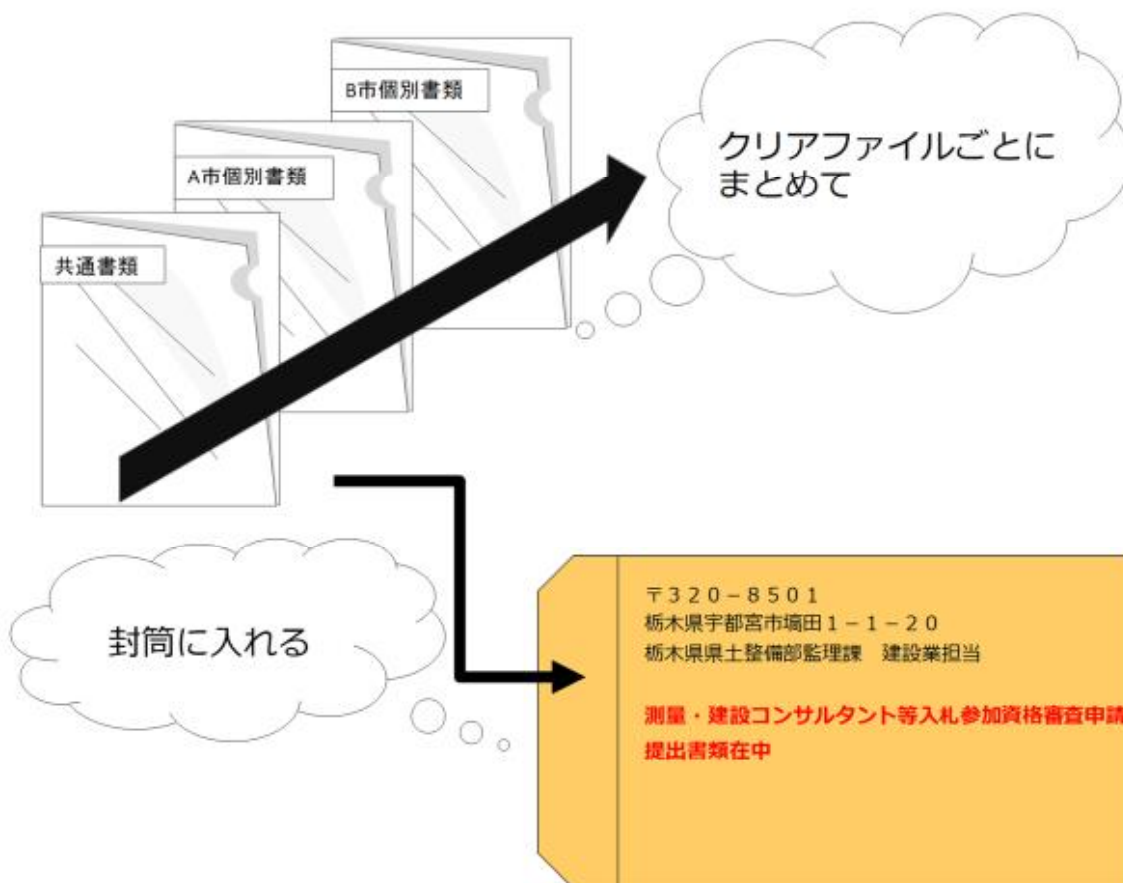 B市個別書類
A市個別書類
共通書類
クリアファイルごとに
まとめて
封筒に入れる
〒３２０－８５０１
栃木県宇都宮市塙田１－１－２０
栃木県県土整備部監理課　建設業担当
測量・建設コンサルタント等入札参加資格審査申請
提出書類在中